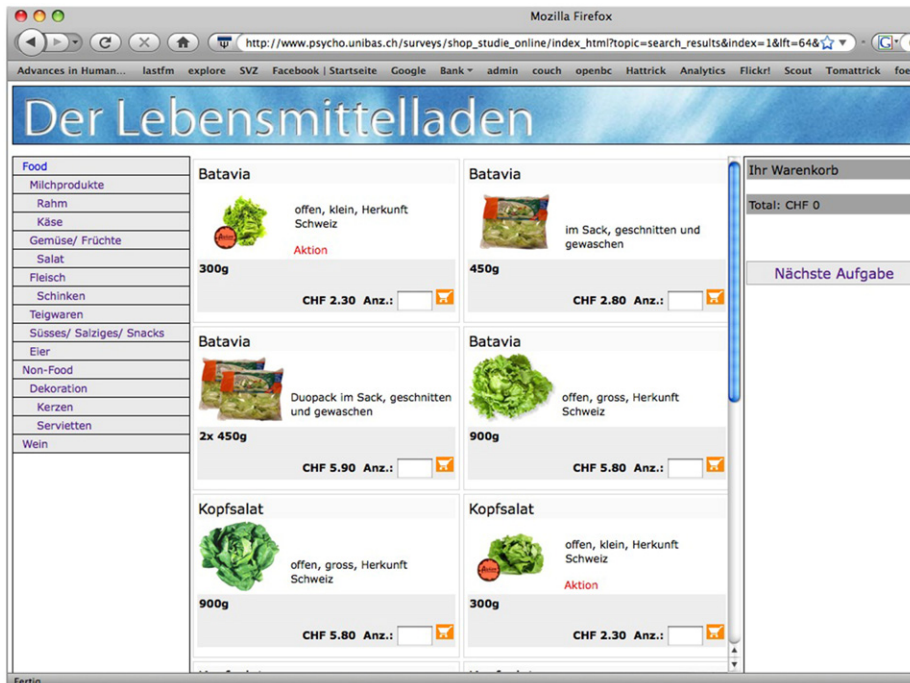 Mozilla Firefox
http://www.psycho.unibas.ch/surveys/shop_studie_online/index_html?topic=search_results&index=1&lft=64&
Advances in Human... lastfm explore SVZ Facebook | Startseite Google Bank admin couch openbc Hattrick Analytics Flickr! Scout Tomattrick foe
Der Lebensmittelladen
Food
Milchprodukte
Rahm
Käse
Gemüse/ Früchte
Salat
Fleisch
Schinken
Teigwaren
Süsses/ Salziges/ Snacks
Eier
Non-Food
Dekoration
Kerzen
Servietten
Wein
Batavia
offen, klein, Herkunft
Schweiz
Aktion
300g
CHF 2.30 Anz.:
Batavia
im Sack, geschnitten und
gewaschen
450g
CHF 2.80 Anz.:
Batavia
Duopack im Sack, geschnitten
und gewaschen
2x 450g
CHF 5.90 Anz.:
Batavia
offen, gross, Herkunft
Schweiz
900g
CHF 5.80 Anz.:
Kopfsalat
offen, gross, Herkunft
Schweiz
900g
CHF 5.80 Anz.:
Kopfsalat
offen, klein, Herkunft
Schweiz
Aktion
300g
CHF 2.30 Anz.:
Ihr Warenkorb
Total: CHF 0
Nächste Aufgabe
Fertig